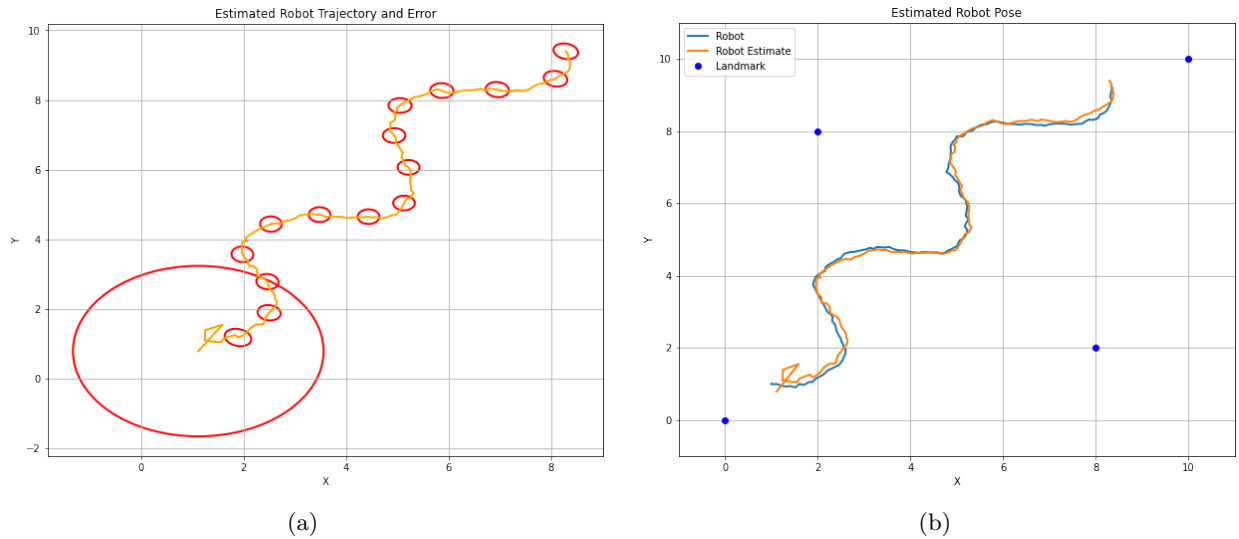 Estimated Robot Trajectory and Error
10
8
6
4
2
0
−2
Y
0
2
4
6
8
X
(a)
Estimated Robot Pose
Robot
Robot Estimate
Landmark
10
8
6
4
2
0
Y
0
2
4
6
8
10
X
(b)